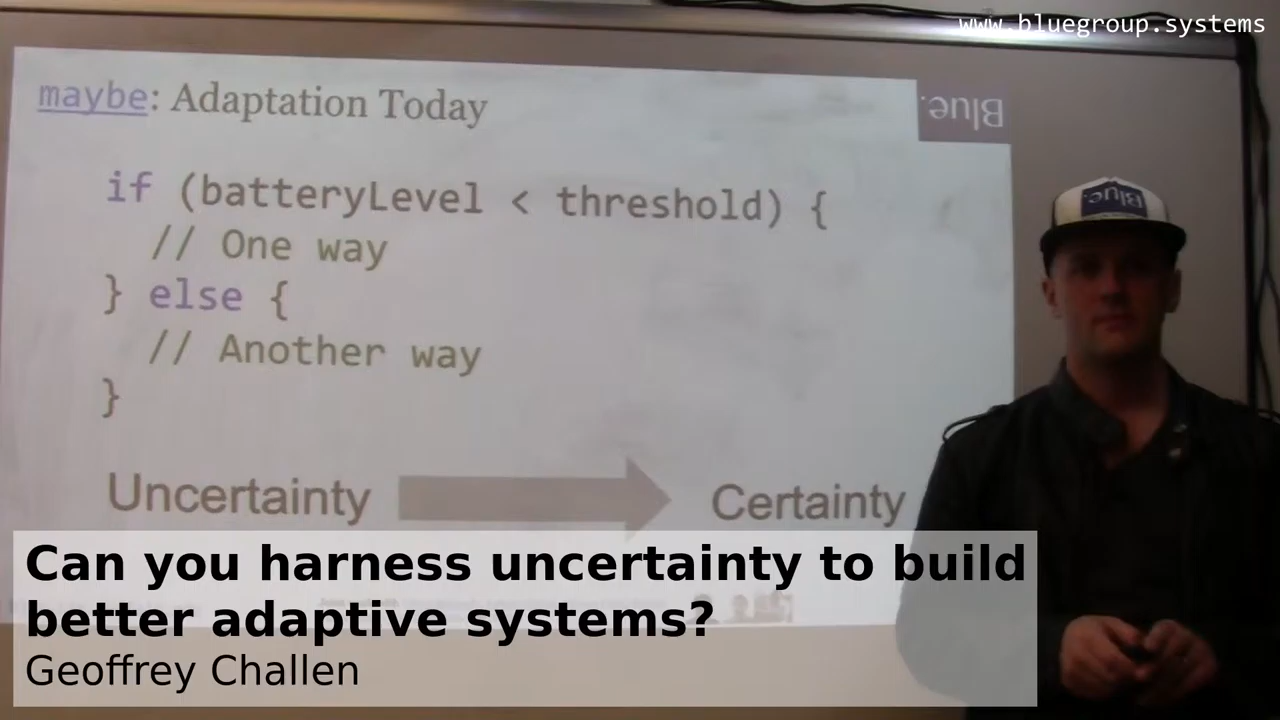 www.bluegroup.systems
maybe: Adaptation Today
Blue.
if (batteryLevel < threshold) {
// One way
} else {
// Another way
}
Blue.
Uncertainty
Certainty
Can you harness uncertainty to build
better adaptive systems?
Geoffrey Challen